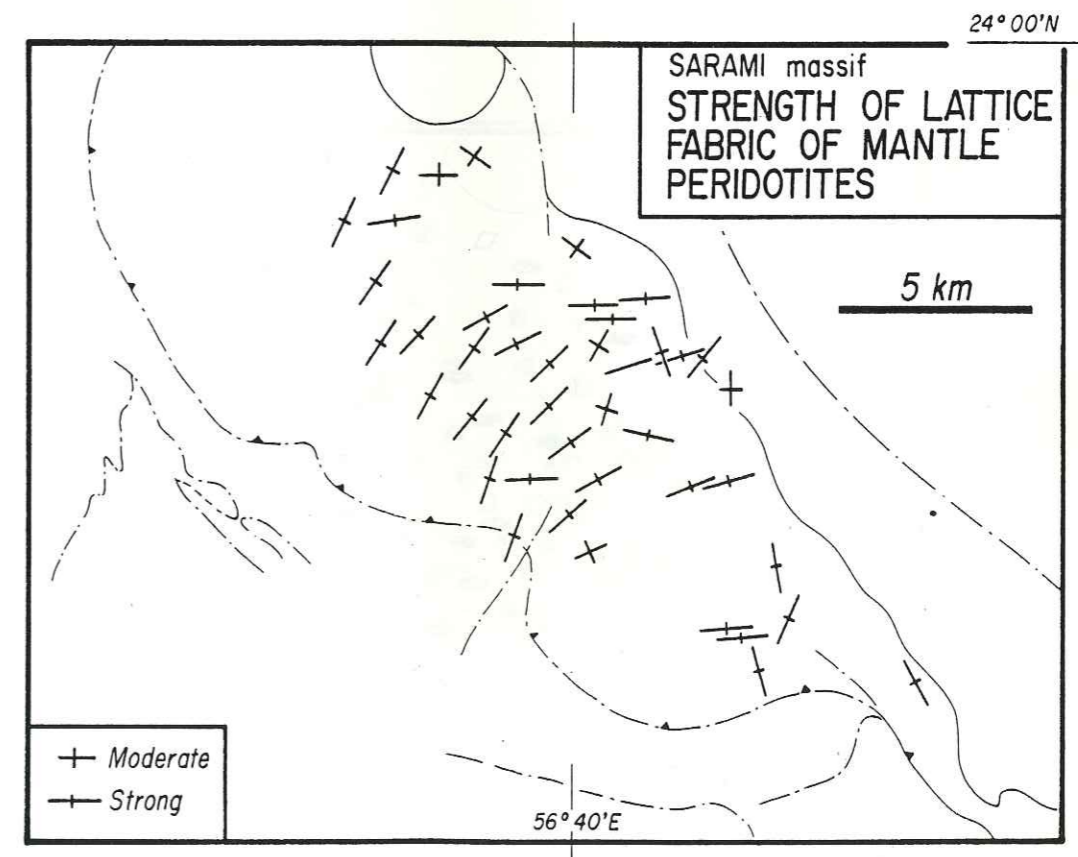 24° 00'N
SARAMI massif
STRENGTH OF LATTICE
FABRIC OF MANTLE
PERIDOTITES
5 km
Moderate
Strong
56° 40'E